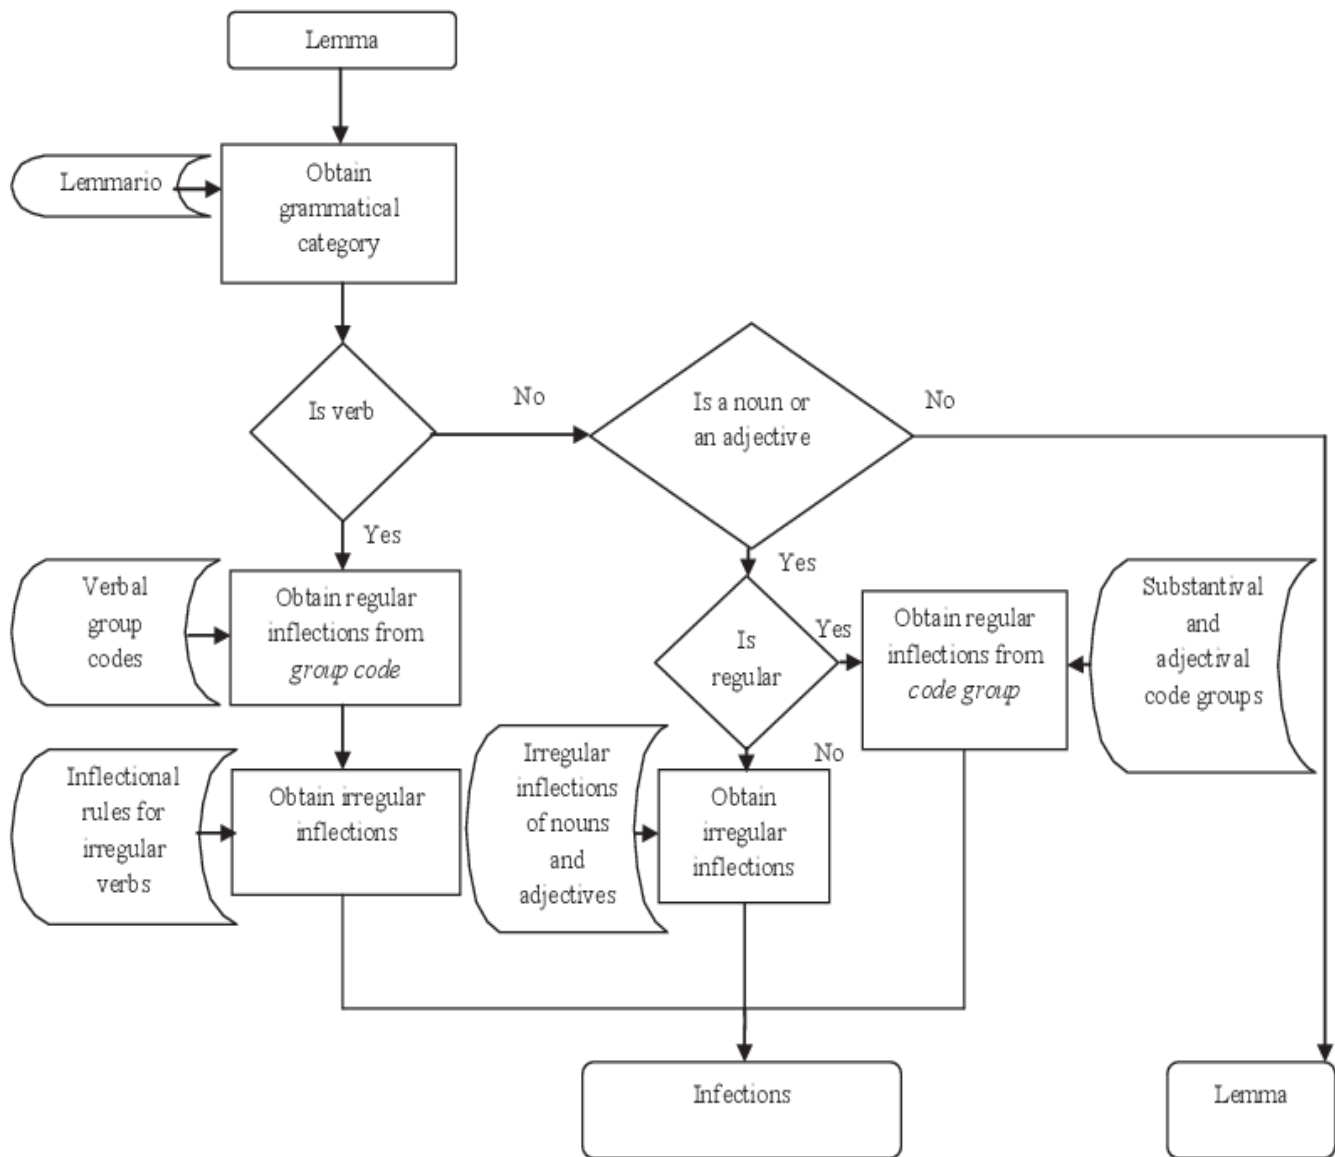 Lemma
Lemmario
Obtain
grammatical
category
Is verb
No
Is a noun or
an adjective
No
Yes
Yes
Verbal
group
codes
Obtain regular
inflections from
group code
Is
regular
Yes
Obtain regular
inflections from
code group
Substantival
and
adjectival
code groups
No
Inflectional
rules for
irregular
verbs
Obtain irregular
inflections
Irregular
inflections
of nouns
and
adjectives
Obtain
irregular
inflections
Infections
Lemma